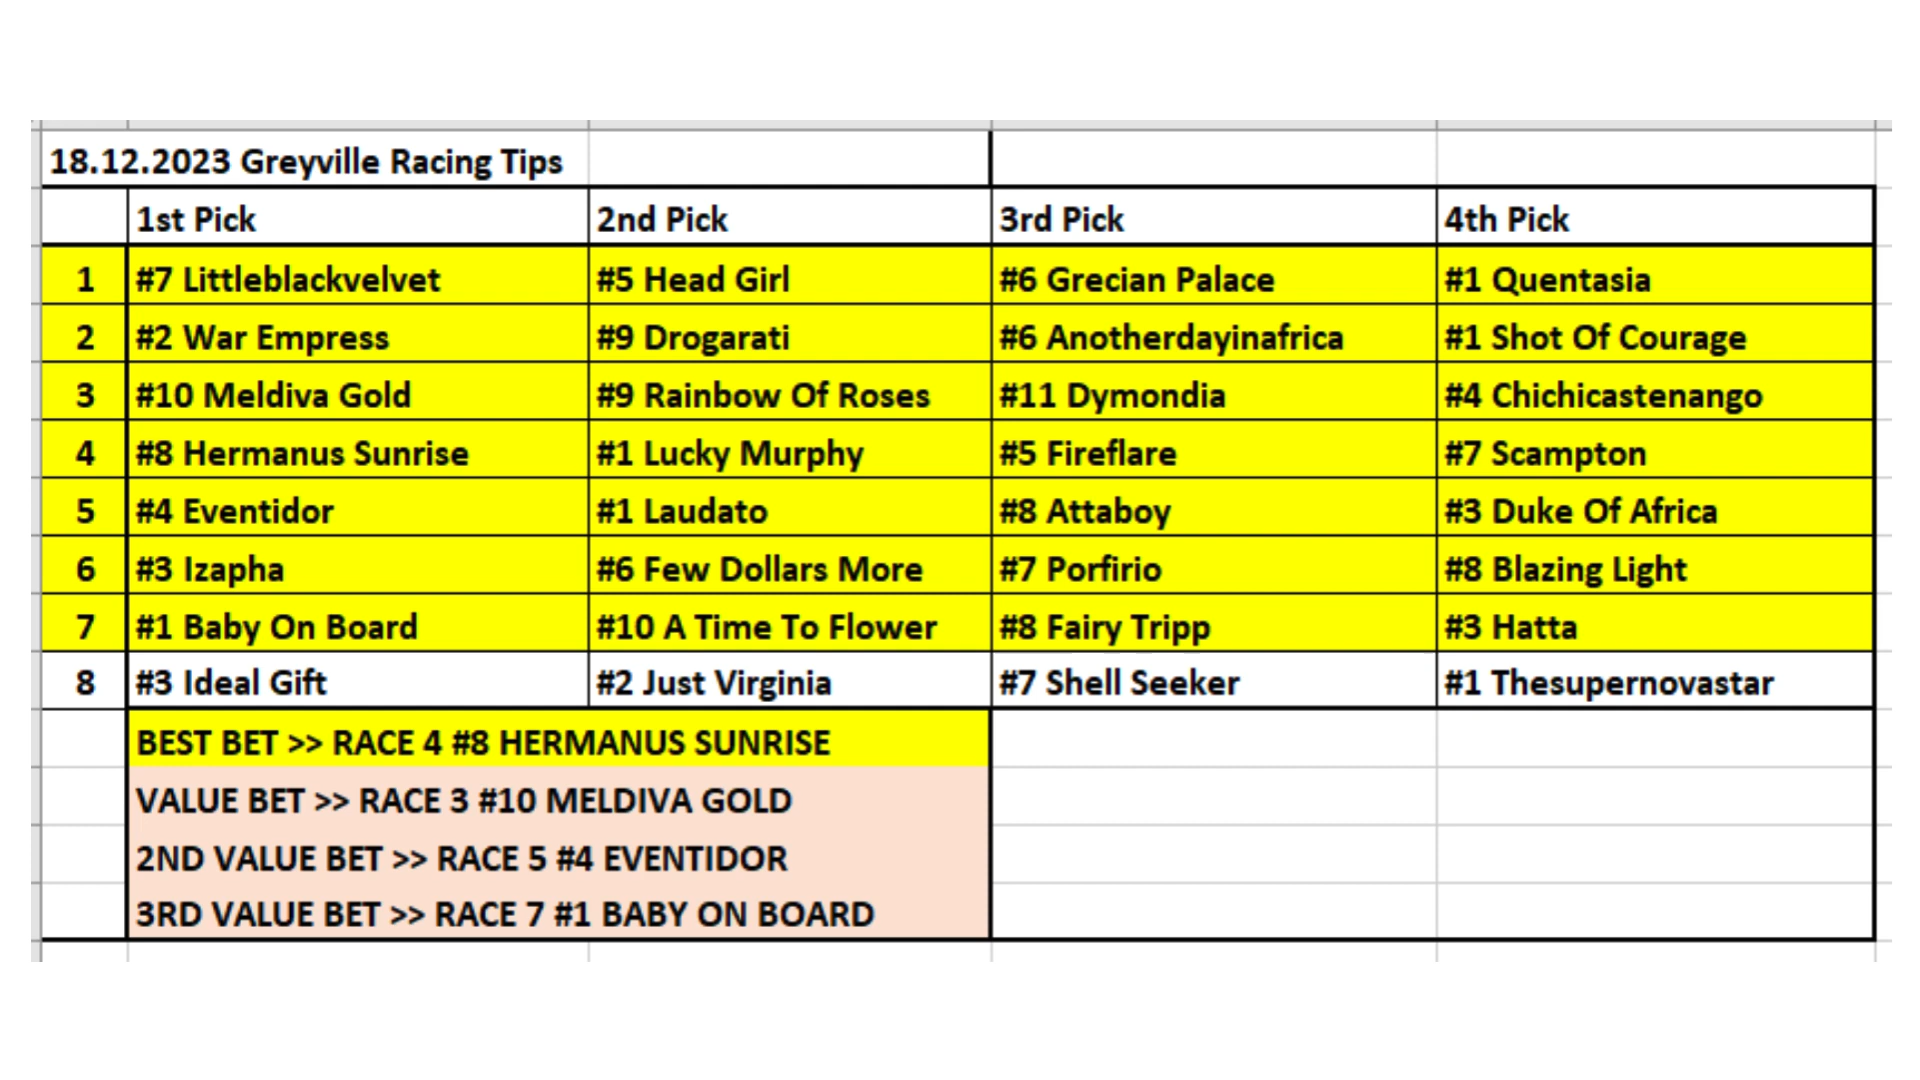 18.12.2023 Greyville Racing Tips
1st Pick 2nd Pick 3rd Pick 4th Pick
1 #7 Littleblackvelvet #5 Head Girl #6 Grecian Palace #1 Quentasia
2 #2 War Empress #9 Drogarati #6 Anotherdayinafrica #1 Shot Of Courage
3 #10 Meldiva Gold #9 Rainbow Of Roses #11 Dymondia #4 Chichicastenango
4 #8 Hermanus Sunrise #1 Lucky Murphy #5 Fireflare #7 Scampton
5 #4 Eventidor #1 Laudato #8 Attaboy #3 Duke Of Africa
6 #3 Izapha #6 Few Dollars More #7 Porfirio #8 Blazing Light
7 #1 Baby On Board #10 A Time To Flower #8 Fairy Tripp #3 Hatta
8 #3 Ideal Gift #2 Just Virginia #7 Shell Seeker #1 Thesupernovastar
BEST BET >> RACE 4 #8 HERMANUS SUNRISE
VALUE BET >> RACE 3 #10 MELDIVA GOLD
2ND VALUE BET >> RACE 5 #4 EVENTIDOR
3RD VALUE BET >> RACE 7 #1 BABY ON BOARD